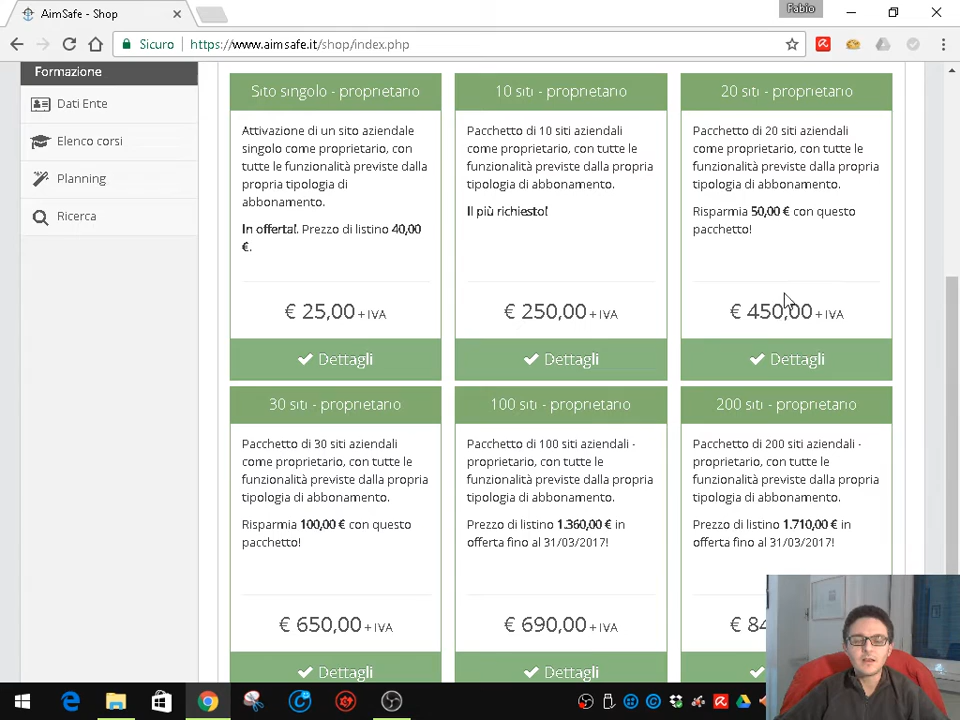 AimSafe - Shop
Fabio
Sicuro
https://www.aimsafe.it/shop/index.php
Formazione
Dati Ente
Elenco corsi
Planning
Ricerca
Sito singolo - proprietario
Attivazione di un sito aziendale
singolo come proprietario, con
tutte le funzionalità previste dalla
propria tipologia di
abbonamento.
In offerta!. Prezzo di listino 40,00
€.
€ 25,00 + IVA
Dettagli
10 siti - proprietario
Pacchetto di 10 siti aziendali
come proprietario, con tutte le
funzionalità previste dalla propria
tipologia di abbonamento.
Il più richiesto!
€ 250,00 + IVA
Dettagli
20 siti - proprietario
Pacchetto di 20 siti aziendali
come proprietario, con tutte le
funzionalità previste dalla propria
tipologia di abbonamento.
Risparmia 50,00 € con questo
pacchetto!
€ 450,00 + IVA
Dettagli
30 siti - proprietario
Pacchetto di 30 siti aziendali
come proprietario, con tutte le
funzionalità previste dalla propria
tipologia di abbonamento.
Risparmia 100,00 € con questo
pacchetto!
€ 650,00 + IVA
Dettagli
100 siti - proprietario
Pacchetto di 100 siti aziendali -
proprietario, con tutte le
funzionalità previste dalla propria
tipologia di abbonamento.
Prezzo di listino 1.360,00 € in
offerta fino al 31/03/2017!
€ 690,00 + IVA
Dettagli
200 siti - proprietario
Pacchetto di 200 siti aziendali -
proprietario, con tutte le
funzionalità previste dalla propria
tipologia di abbonamento.
Prezzo di listino 1.710,00 € in
offerta fino al 31/03/2017!
€ 84